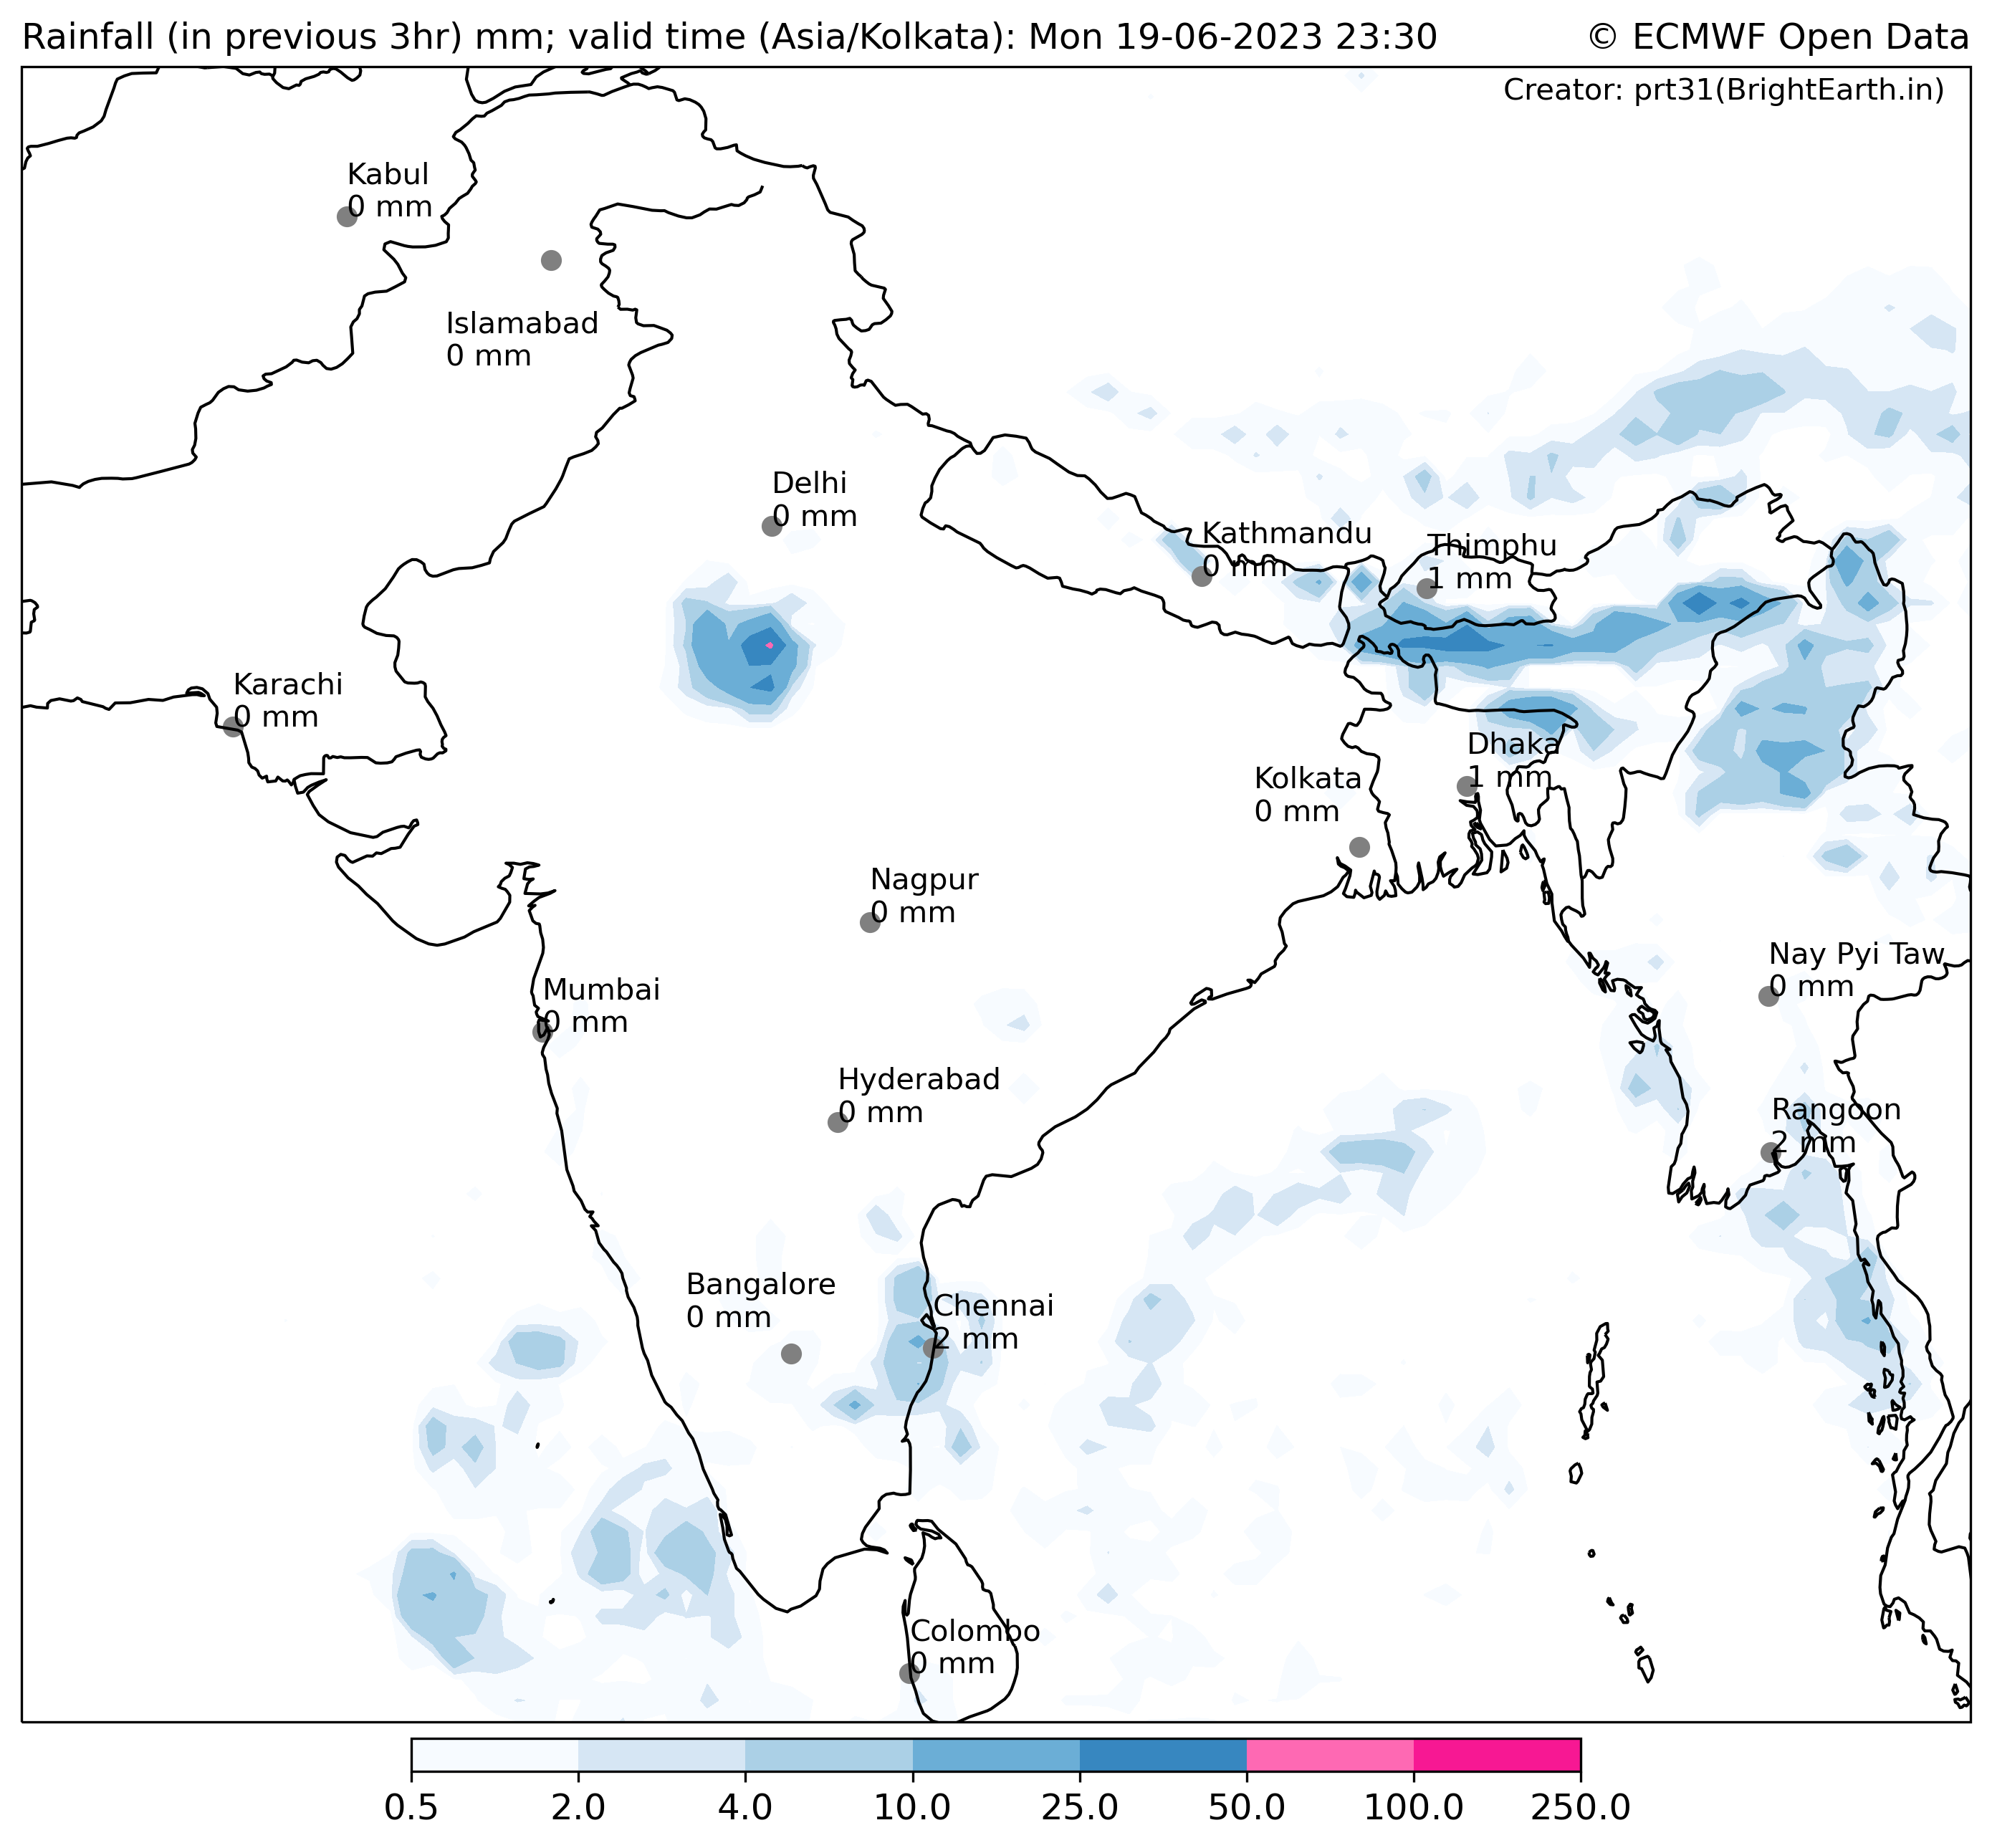 Rainfall (in previous 3hr) mm; valid time (Asia/Kolkata): Mon 19-06-2023 23:30
© ECMWF Open Data
Creator: prt31(BrightEarth.in)
Kabul
0 mm
Islamabad
0 mm
Delhi
0 mm
Kathmandu
0 mm
Thimphu
1 mm
Karachi
0 mm
Dhaka
1 mm
Kolkata
0 mm
Nagpur
0 mm
Nay Pyi Taw
0 mm
Mumbai
0 mm
Hyderabad
0 mm
Rangoon
2 mm
Bangalore
0 mm
Chennai
2 mm
Colombo
0 mm
0.5 2.0 4.0 10.0 25.0 50.0 100.0 250.0